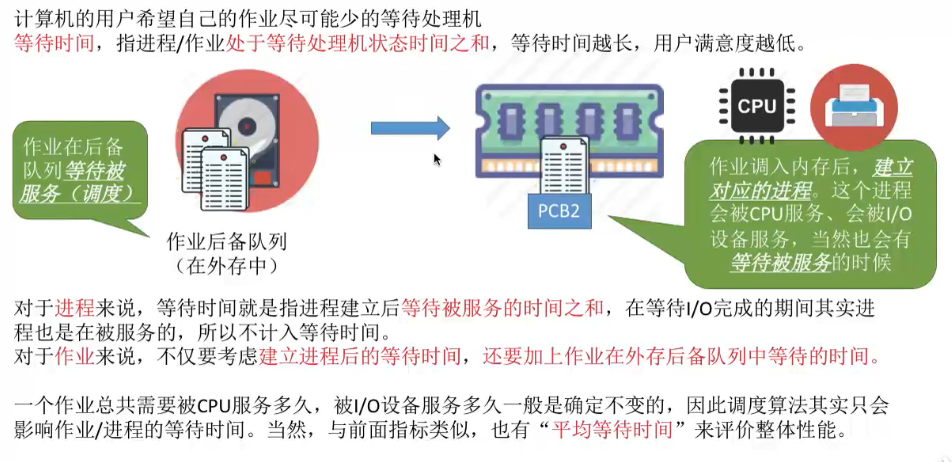 计算机的用户希望自己的作业尽可能少的等待处理机
等待时间，指进程/作业处于等待处理机状态时间之和，等待时间越长，用户满意度越低。
作业在后备
队列等待被
服务（调度）
作业后备队列
（在外存中）
PCB2
CPU
作业调入内存后，建立
对应的进程。这个进程
会被CPU服务、会被I/O
设备服务，当然也会有
等待被服务的时候
对于进程来说，等待时间就是指进程建立后等待被服务的时间之和，在等待I/O完成的期间其实进
程也是在被服务的，所以不计入等待时间。
对于作业来说，不仅要考虑建立进程后的等待时间，还要加上作业在外存后备队列中等待的时间。
一个作业总共需要被CPU服务多久，被I/O设备服务多久一般是确定不变的，因此调度算法其实只会
影响作业/进程的等待时间。当然，与前面指标类似，也有“平均等待时间”来评价整体性能。